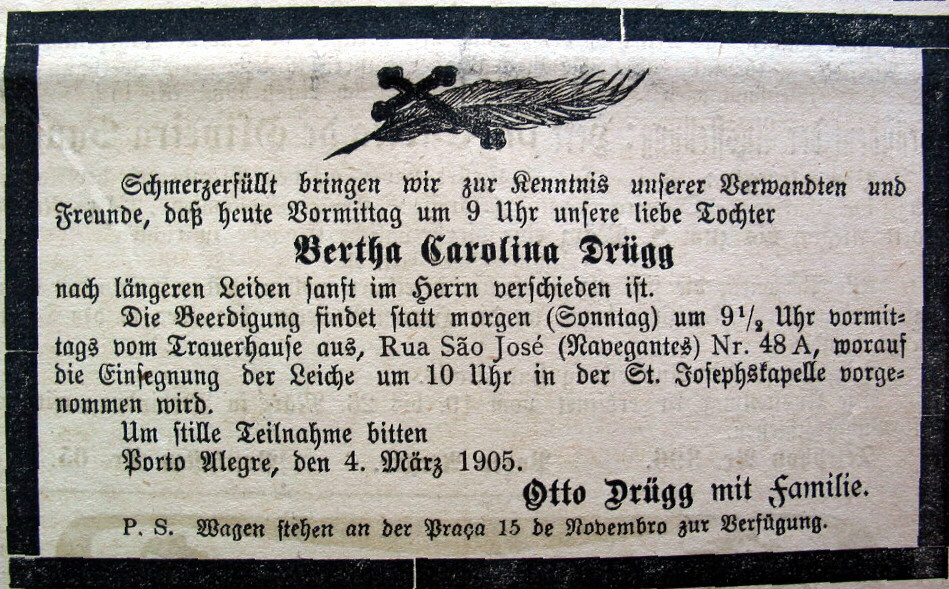 Schmerzerfüllt bringen wir zur Kenntnis unserer Verwandten und
Freunde, daß heute Vormittag um 9 Uhr unsere liebe Tochter
Bertha Carolina Drügg
nach längeren Leiden sanft im Herrn verschieden ist.
Die Beerdigung findet statt morgen (Sonntag) um 9½ Uhr vormit-
tags vom Trauerhause aus, Rua São José (Navegantes) Nr. 48 A, worauf
die Einsegnung der Leiche um 10 Uhr in der St. Josephskapelle vorge-
nommen wird.
Um stille Teilnahme bitten
Porto Alegre, den 4. März 1905.
Otto Drügg mit Familie.
P. S. Wagen stehen an der Praça 15 de Novembro zur Verfügung.